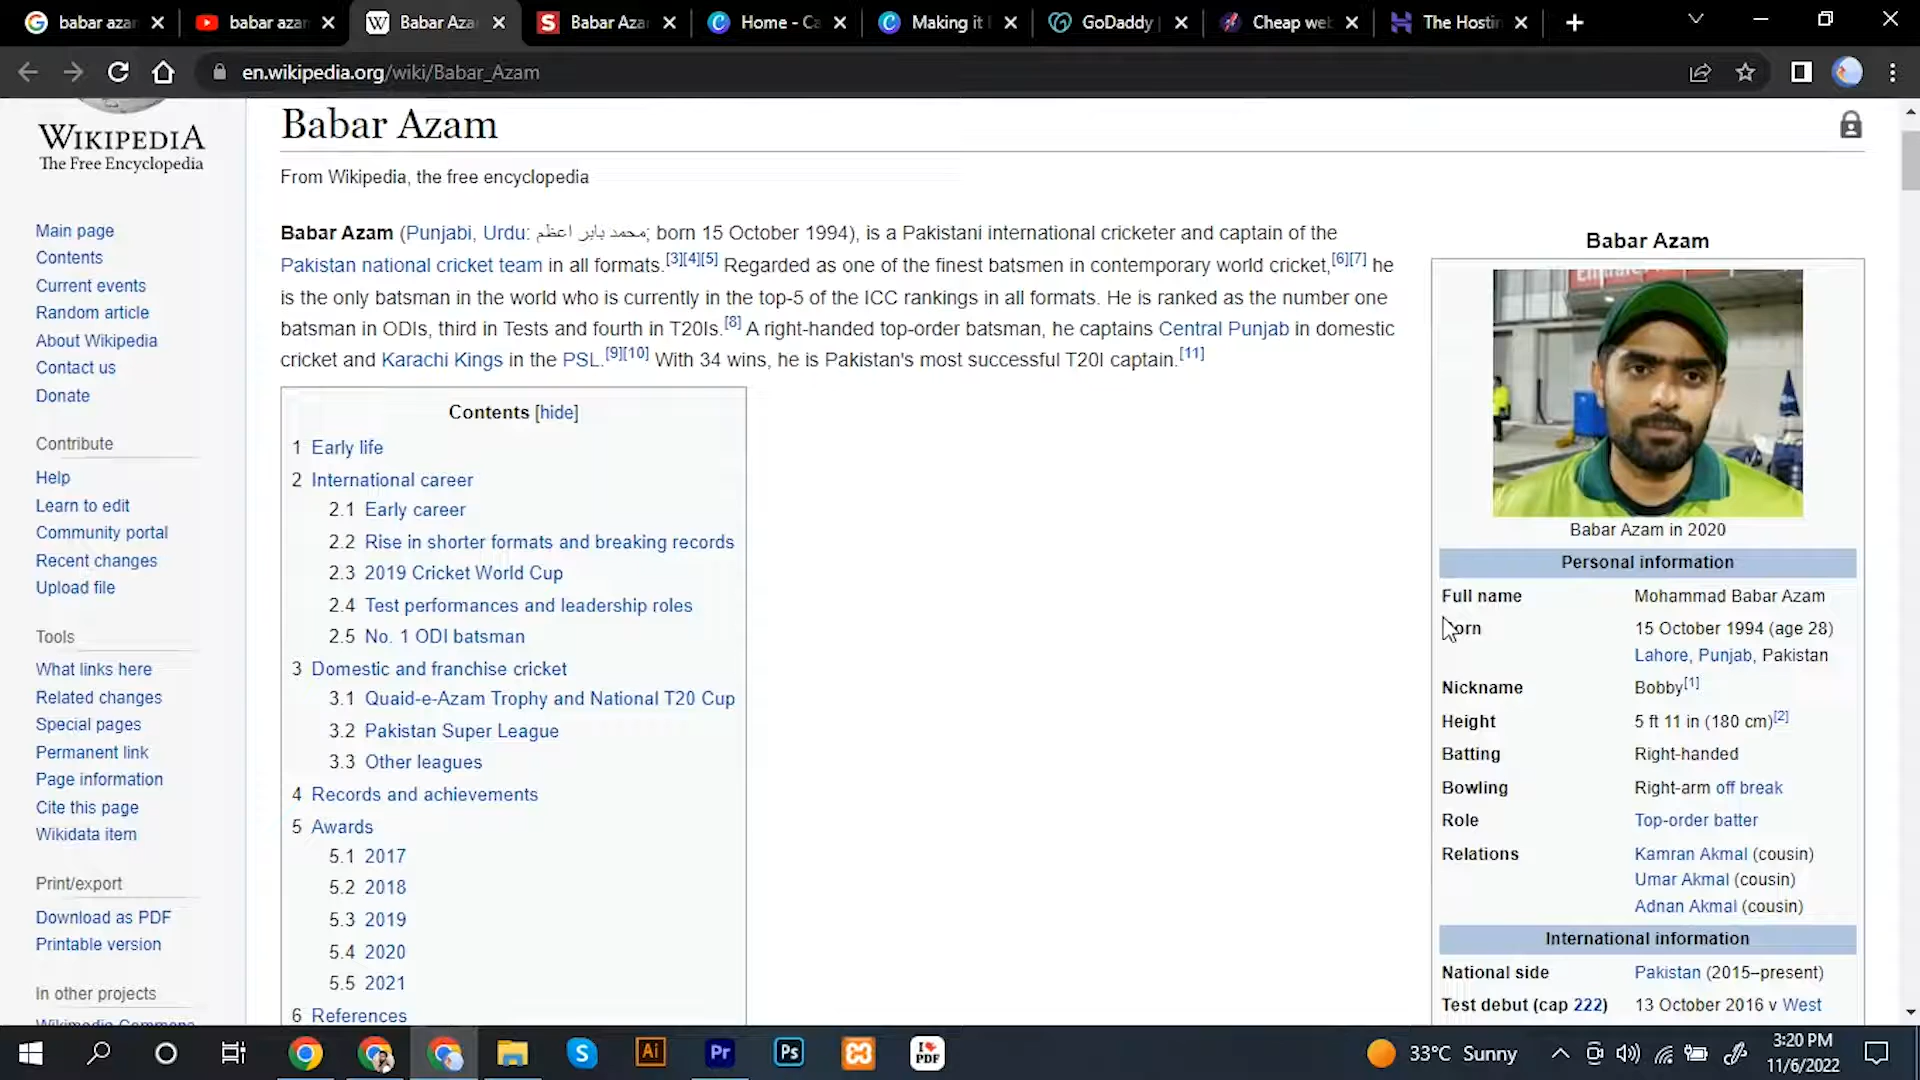 babar azar
babar azar
Babar Aza
Babar Aza
Home - Ca
Making it
GoDaddy
Cheap web
The Hostin
en.wikipedia.org/wiki/Babar_Azam
WIKIPEDIA
The Free Encyclopedia
Main page
Contents
Current events
Random article
About Wikipedia
Contact us
Donate
Contribute
Help
Learn to edit
Community portal
Recent changes
Upload file
Tools
What links here
Related changes
Special pages
Permanent link
Page information
Cite this page
Wikidata item
Print/export
Download as PDF
Printable version
In other projects
Wikimedia Commons
Babar Azam
From Wikipedia, the free encyclopedia
Babar Azam (Punjabi, Urdu: محمد بابر اعظم; born 15 October 1994), is a Pakistani international cricketer and captain of the
Pakistan national cricket team in all formats.[3][4][5] Regarded as one of the finest batsmen in contemporary world cricket,[6][7] he
is the only batsman in the world who is currently in the top-5 of the ICC rankings in all formats. He is ranked as the number one
batsman in ODIs, third in Tests and fourth in T20Is.[8] A right-handed top-order batsman, he captains Central Punjab in domestic
cricket and Karachi Kings in the PSL.[9][10] With 34 wins, he is Pakistan's most successful T20I captain.[11]
Contents [hide]
1 Early life
2 International career
2.1 Early career
2.2 Rise in shorter formats and breaking records
2.3 2019 Cricket World Cup
2.4 Test performances and leadership roles
2.5 No. 1 ODI batsman
3 Domestic and franchise cricket
3.1 Quaid-e-Azam Trophy and National T20 Cup
3.2 Pakistan Super League
3.3 Other leagues
4 Records and achievements
5 Awards
5.1 2017
5.2 2018
5.3 2019
5.4 2020
5.5 2021
6 References
Babar Azam
Babar Azam in 2020
Personal information
Full name Mohammad Babar Azam
Born 15 October 1994 (age 28)
Lahore, Punjab, Pakistan
Nickname Bobby[1]
Height 5 ft 11 in (180 cm)[2]
Batting Right-handed
Bowling Right-arm off break
Role Top-order batter
Relations Kamran Akmal (cousin)
Umar Akmal (cousin)
Adnan Akmal (cousin)
International information
National side Pakistan (2015–present)
Test debut (cap 222) 13 October 2016 v West
Ai
Pr
Ps
I
PDF
33°C Sunny
3:20 PM
11/6/2022